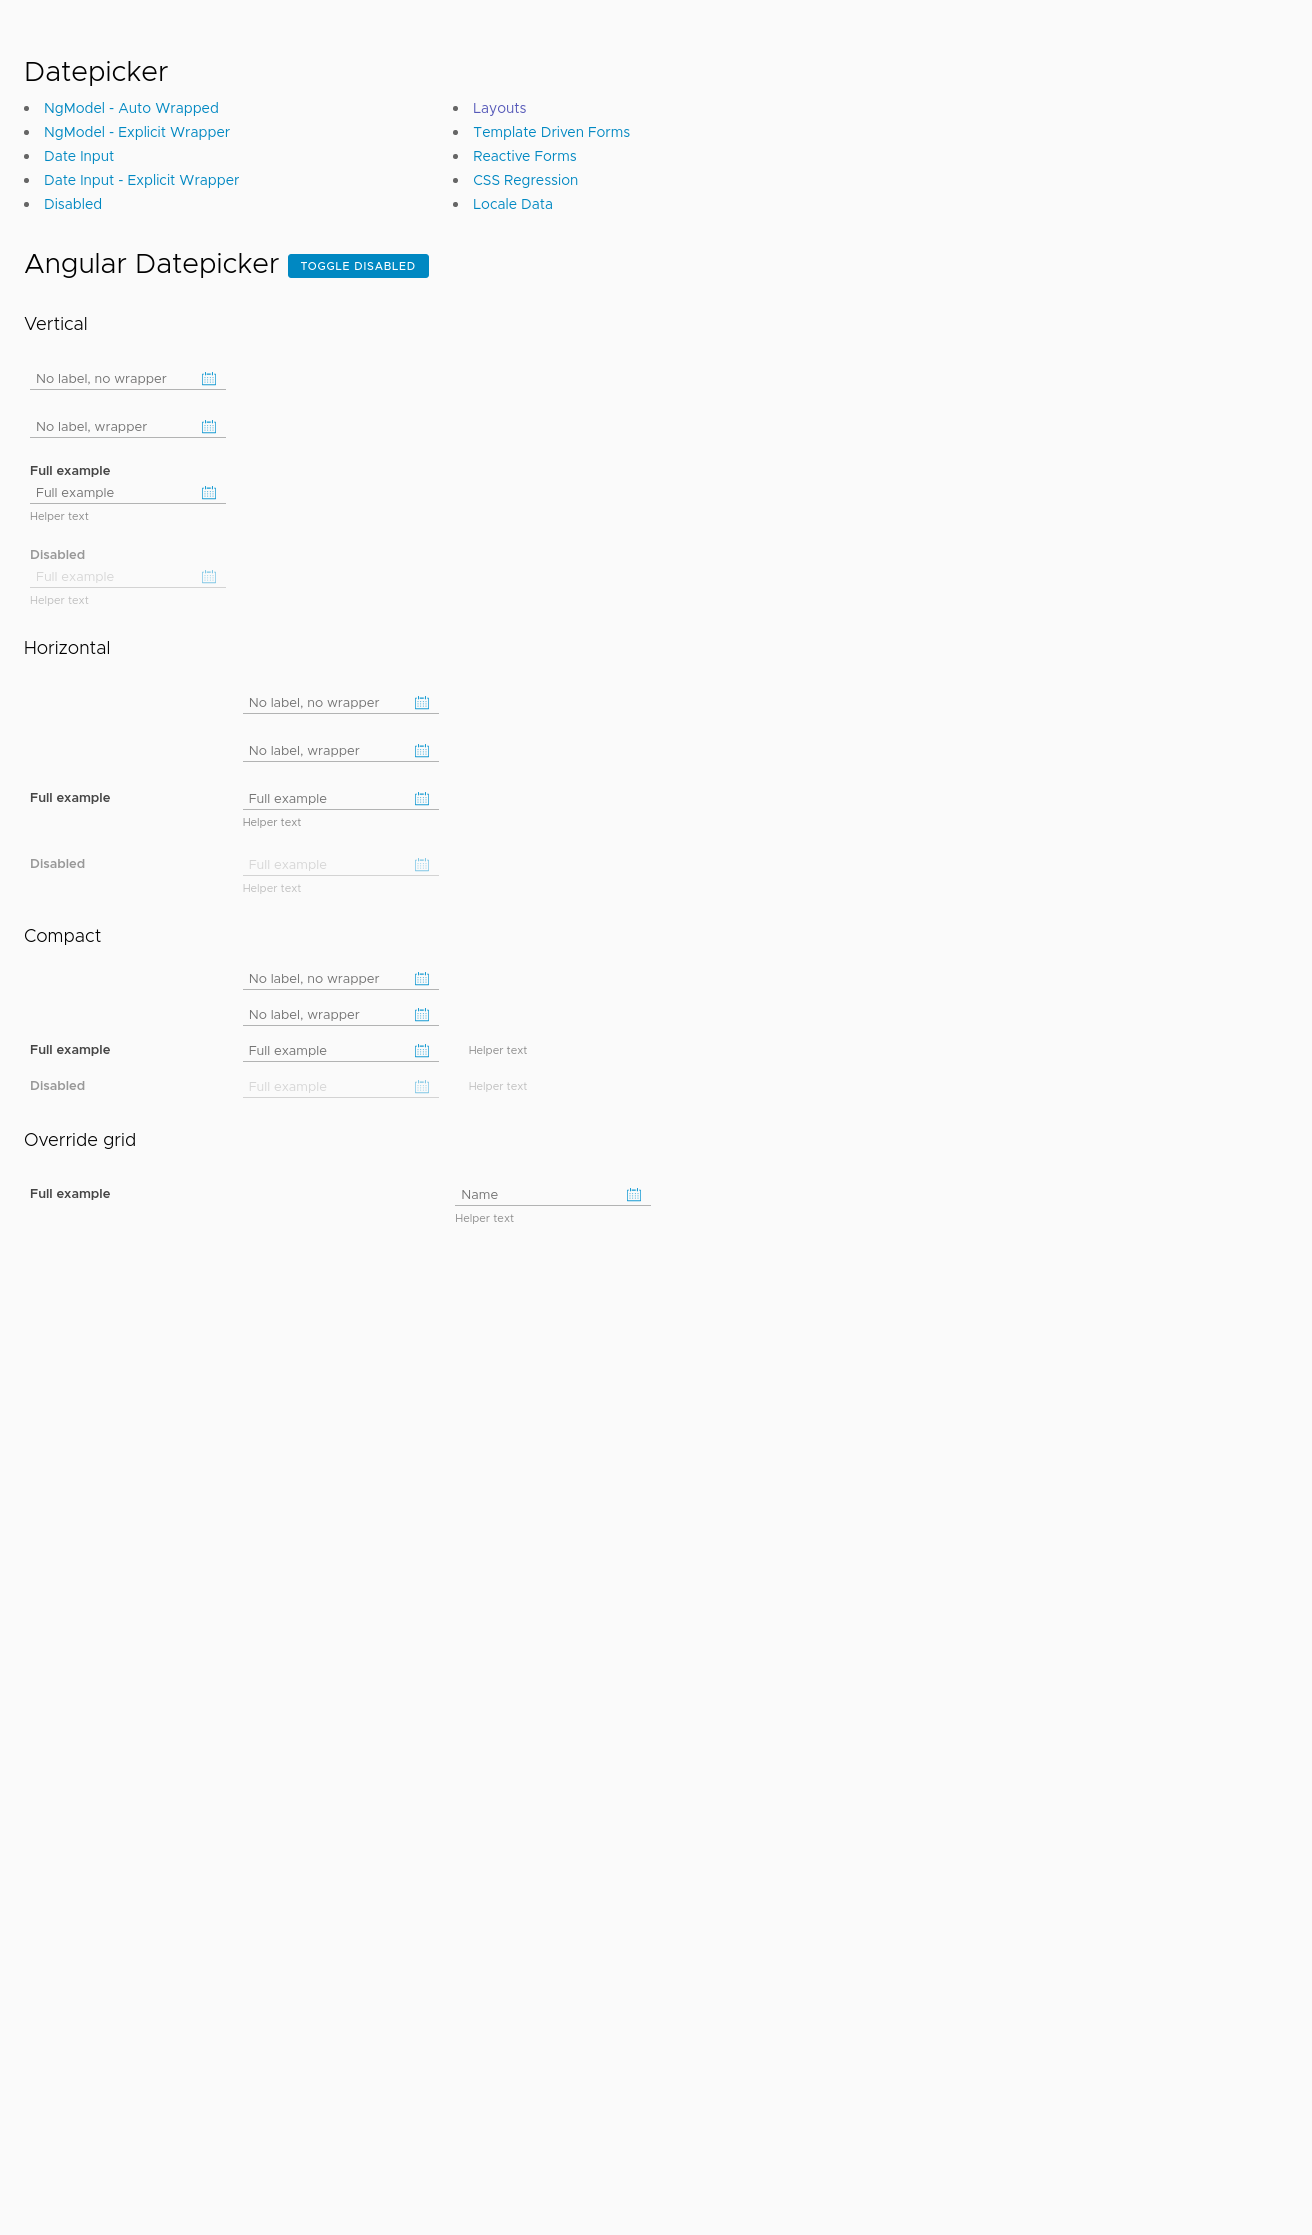 Datepicker
NgModel - Auto Wrapped
NgModel - Explicit Wrapper
Date Input
Date Input - Explicit Wrapper
Disabled
Layouts
Template Driven Forms
Reactive Forms
CSS Regression
Locale Data
Angular Datepicker TOGGLE DISABLED
Vertical
No label, no wrapper
No label, wrapper
Full example
Full example
Helper text
Disabled
Full example
Helper text
Horizontal
No label, no wrapper
No label, wrapper
Full example Full example
Helper text
Disabled Full example
Helper text
Compact
No label, no wrapper
No label, wrapper
Full example Full example Helper text
Disabled Full example Helper text
Override grid
Full example Name
Helper text